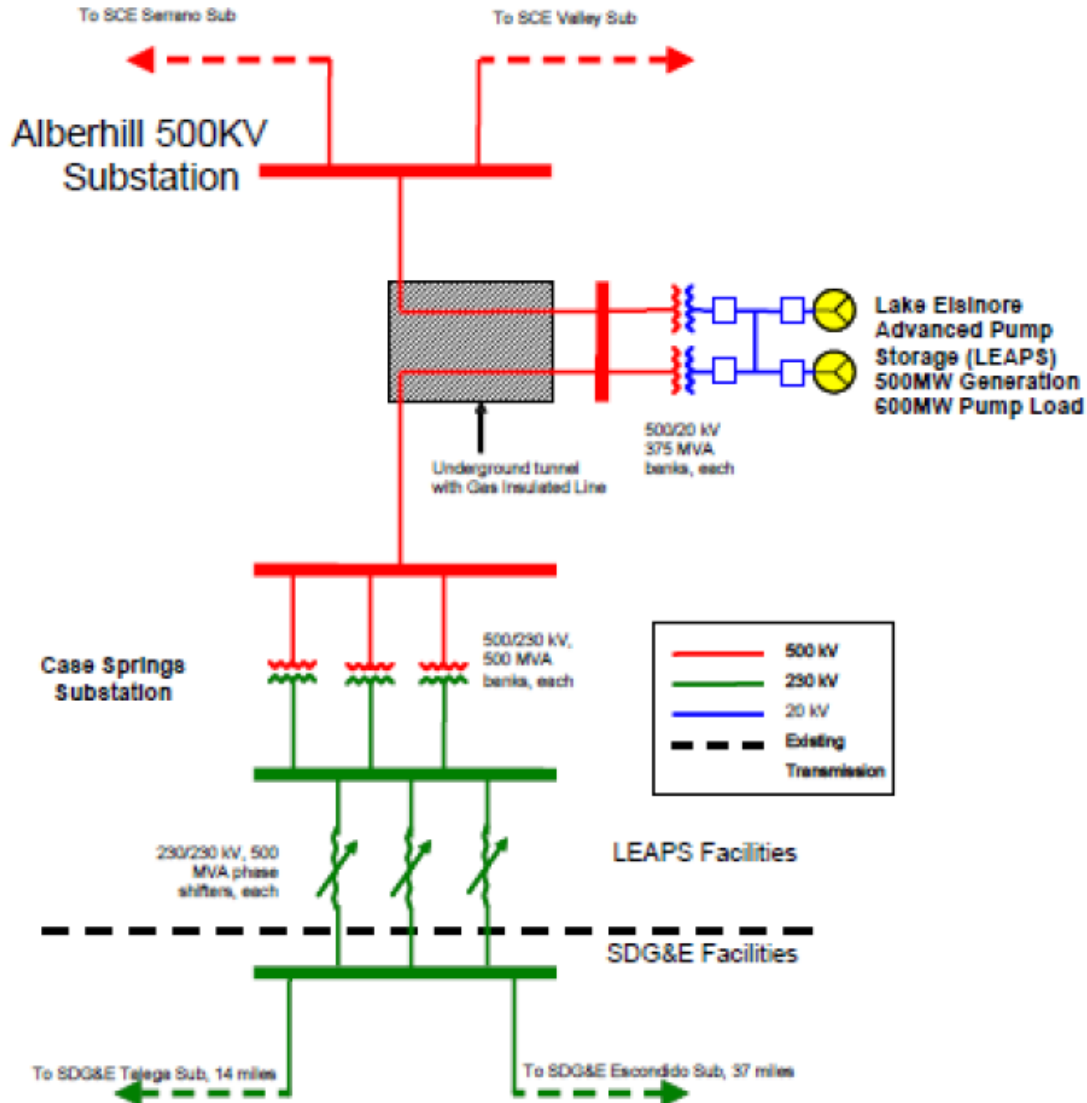 To SCE Serrano Sub
To SCE Valley Sub
Alberhill 500KV
Substation
Lake Elsinore
Advanced Pump
Storage (LEAPS)
500MW Generation
600MW Pump Load
500/20 kV
375 MVA
banks, each
Underground tunnel
with Gas Insulated Line
500/230 kV,
500 MVA
banks, each
Case Springs
Substation
500 kV
230 kV
20 kV
Existing
Transmission
230/230 kV, 500
MVA phase
shifters, each
LEAPS Facilities
SDG&E Facilities
To SDG&E Talega Sub, 14 miles
To SDG&E Escondido Sub, 37 miles